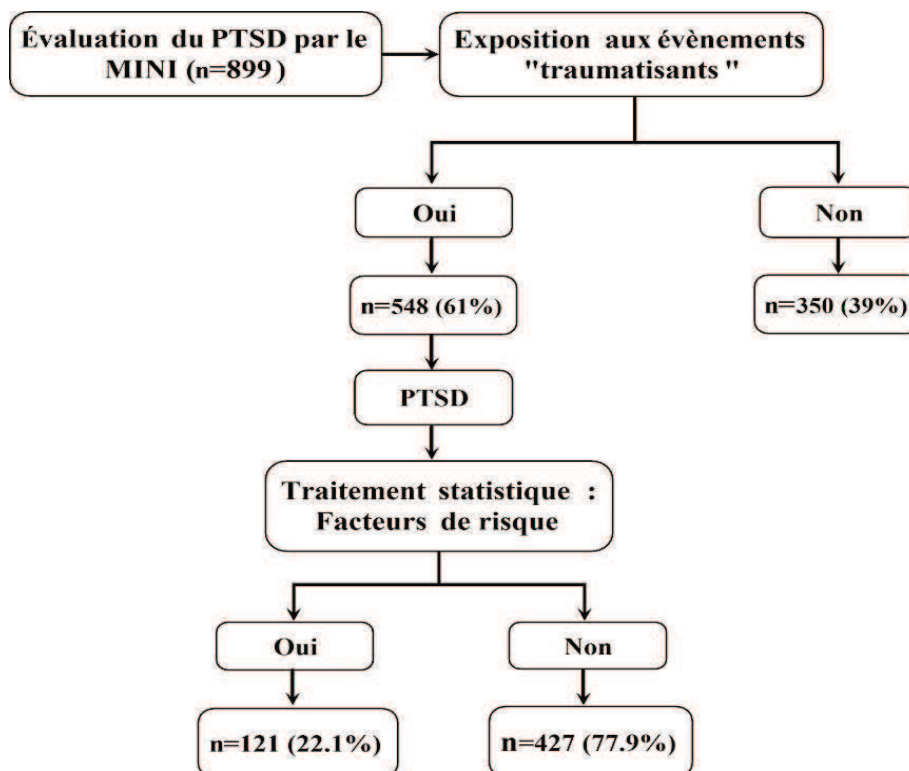 Évaluation du PTSD par le
MINI (n=899 )
Exposition aux évènements
"traumatisants "
Oui
Non
n=548 (61%)
n=350 (39%)
PTSD
Traitement statistique :
Facteurs de risque
Oui
Non
n=121 (22.1%)
n=427 (77.9%)